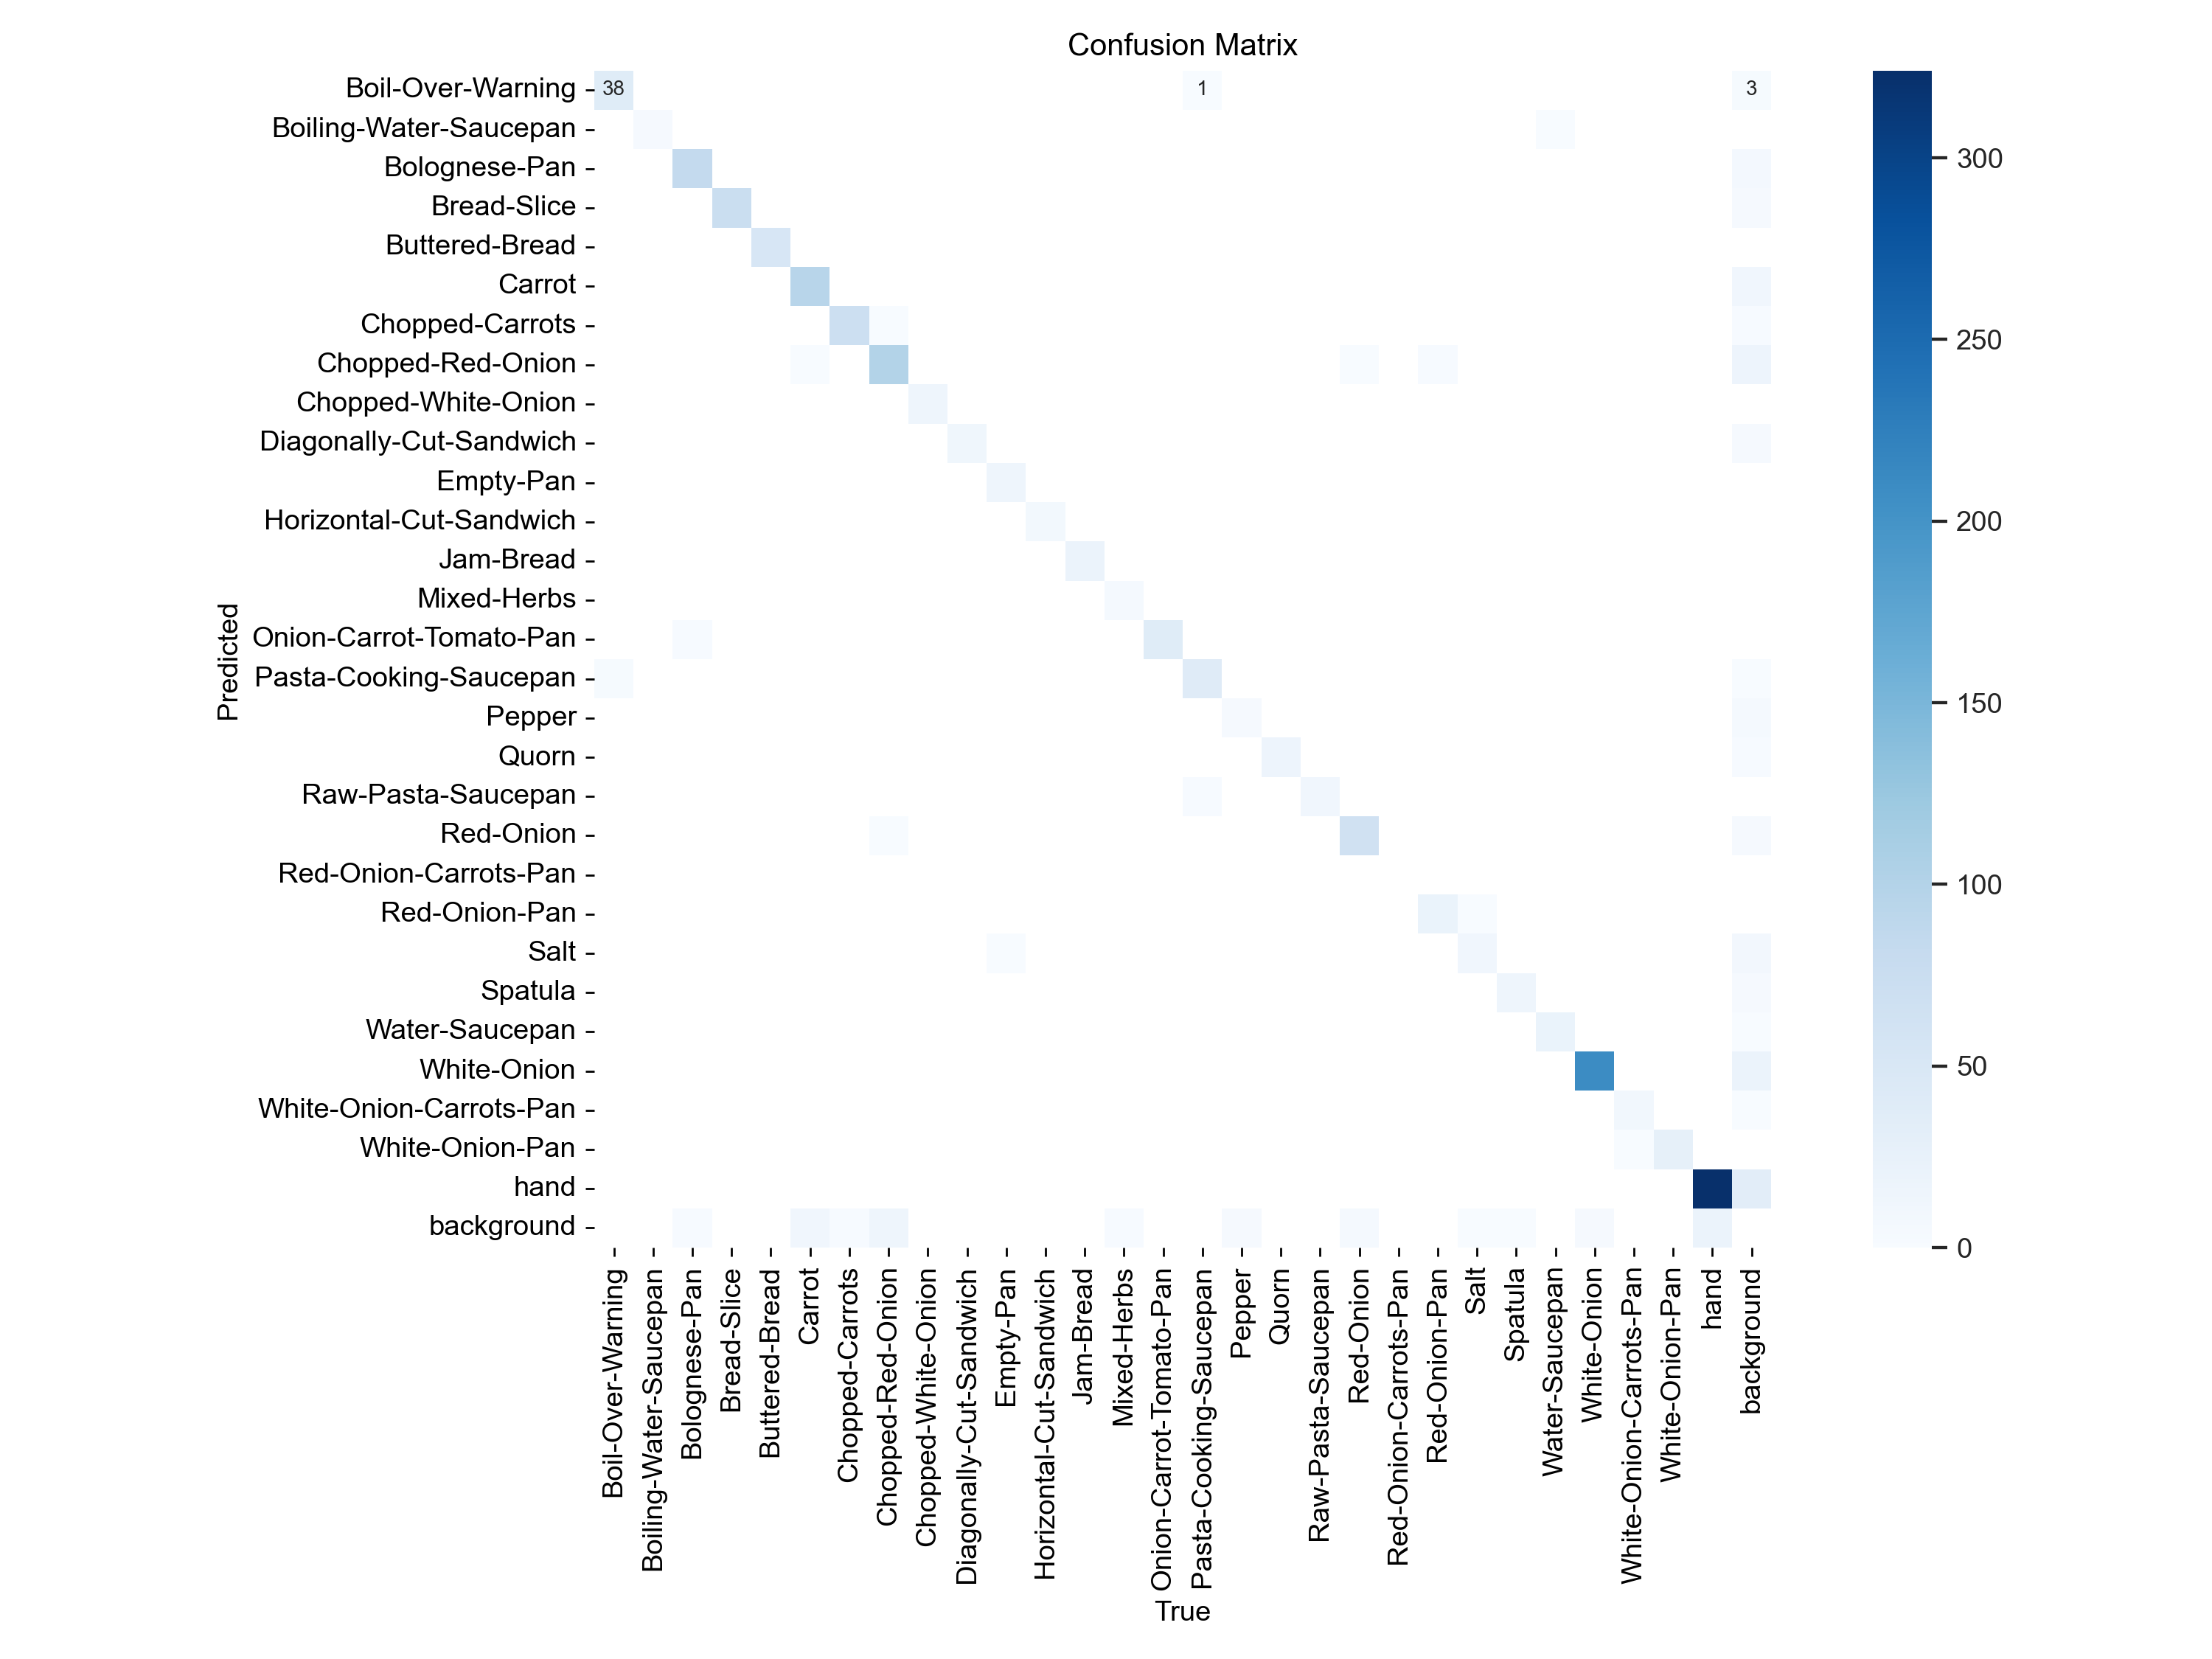 Confusion Matrix
Boil-Over-Warning
38
1
3
Boiling-Water-Saucepan
Bolognese-Pan
Bread-Slice
Buttered-Bread
Carrot
Chopped-Carrots
Chopped-Red-Onion
Chopped-White-Onion
Diagonally-Cut-Sandwich
Empty-Pan
Horizontal-Cut-Sandwich
Jam-Bread
Mixed-Herbs
Onion-Carrot-Tomato-Pan
Pasta-Cooking-Saucepan
Pepper
Quorn
Raw-Pasta-Saucepan
Red-Onion
Red-Onion-Carrots-Pan
Red-Onion-Pan
Salt
Spatula
Water-Saucepan
White-Onion
White-Onion-Carrots-Pan
White-Onion-Pan
hand
background
Predicted
Boil-Over-Warning
Boiling-Water-Saucepan
Bolognese-Pan
Bread-Slice
Buttered-Bread
Carrot
Chopped-Carrots
Chopped-Red-Onion
Chopped-White-Onion
Diagonally-Cut-Sandwich
Empty-Pan
Horizontal-Cut-Sandwich
Jam-Bread
Mixed-Herbs
Onion-Carrot-Tomato-Pan
Pasta-Cooking-Saucepan
Pepper
Quorn
Raw-Pasta-Saucepan
Red-Onion
Red-Onion-Carrots-Pan
Red-Onion-Pan
Salt
Spatula
Water-Saucepan
White-Onion
White-Onion-Carrots-Pan
White-Onion-Pan
hand
background
True
300
250
200
150
100
50
0